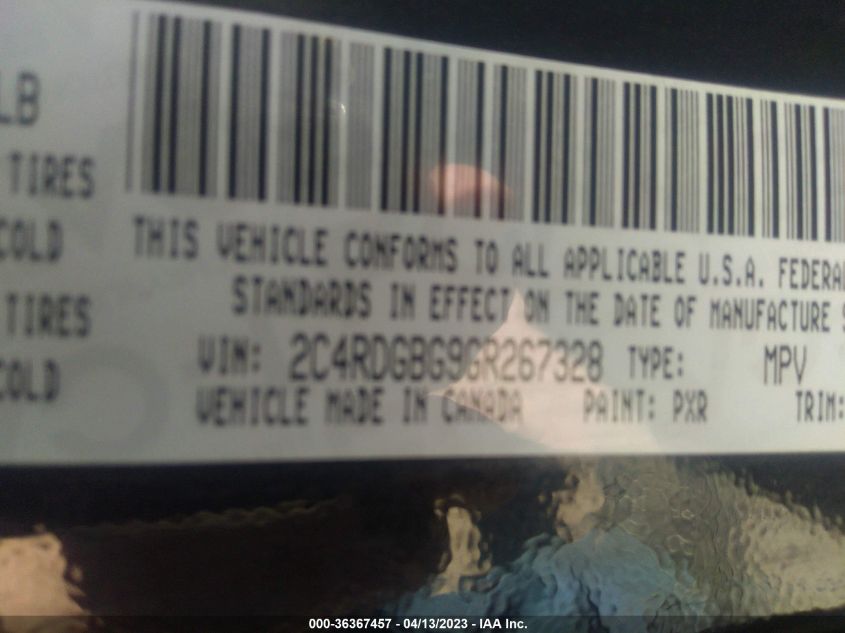 LB
TIRES
COLD
TIRES
COLD
THIS VEHICLE CONFORMS TO ALL APPLICABLE U.S.A. FEDERAL
STANDARDS IN EFFECT ON THE DATE OF MANUFACTURE S
VIN: 2C4RDGBG9GR267328 TYPE: MPV
VEHICLE MADE IN CANADA PAINT: PXR TRIM:
000-36367457 - 04/13/2023 - IAA Inc.